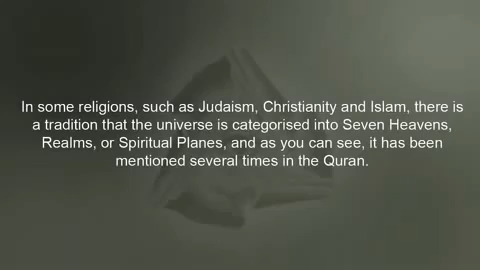 In some religions, such as Judaism, Christianity and Islam, there is
a tradition that the universe is categorised into Seven Heavens,
Realms, or Spiritual Planes, and as you can see, it has been
mentioned several times in the Quran.